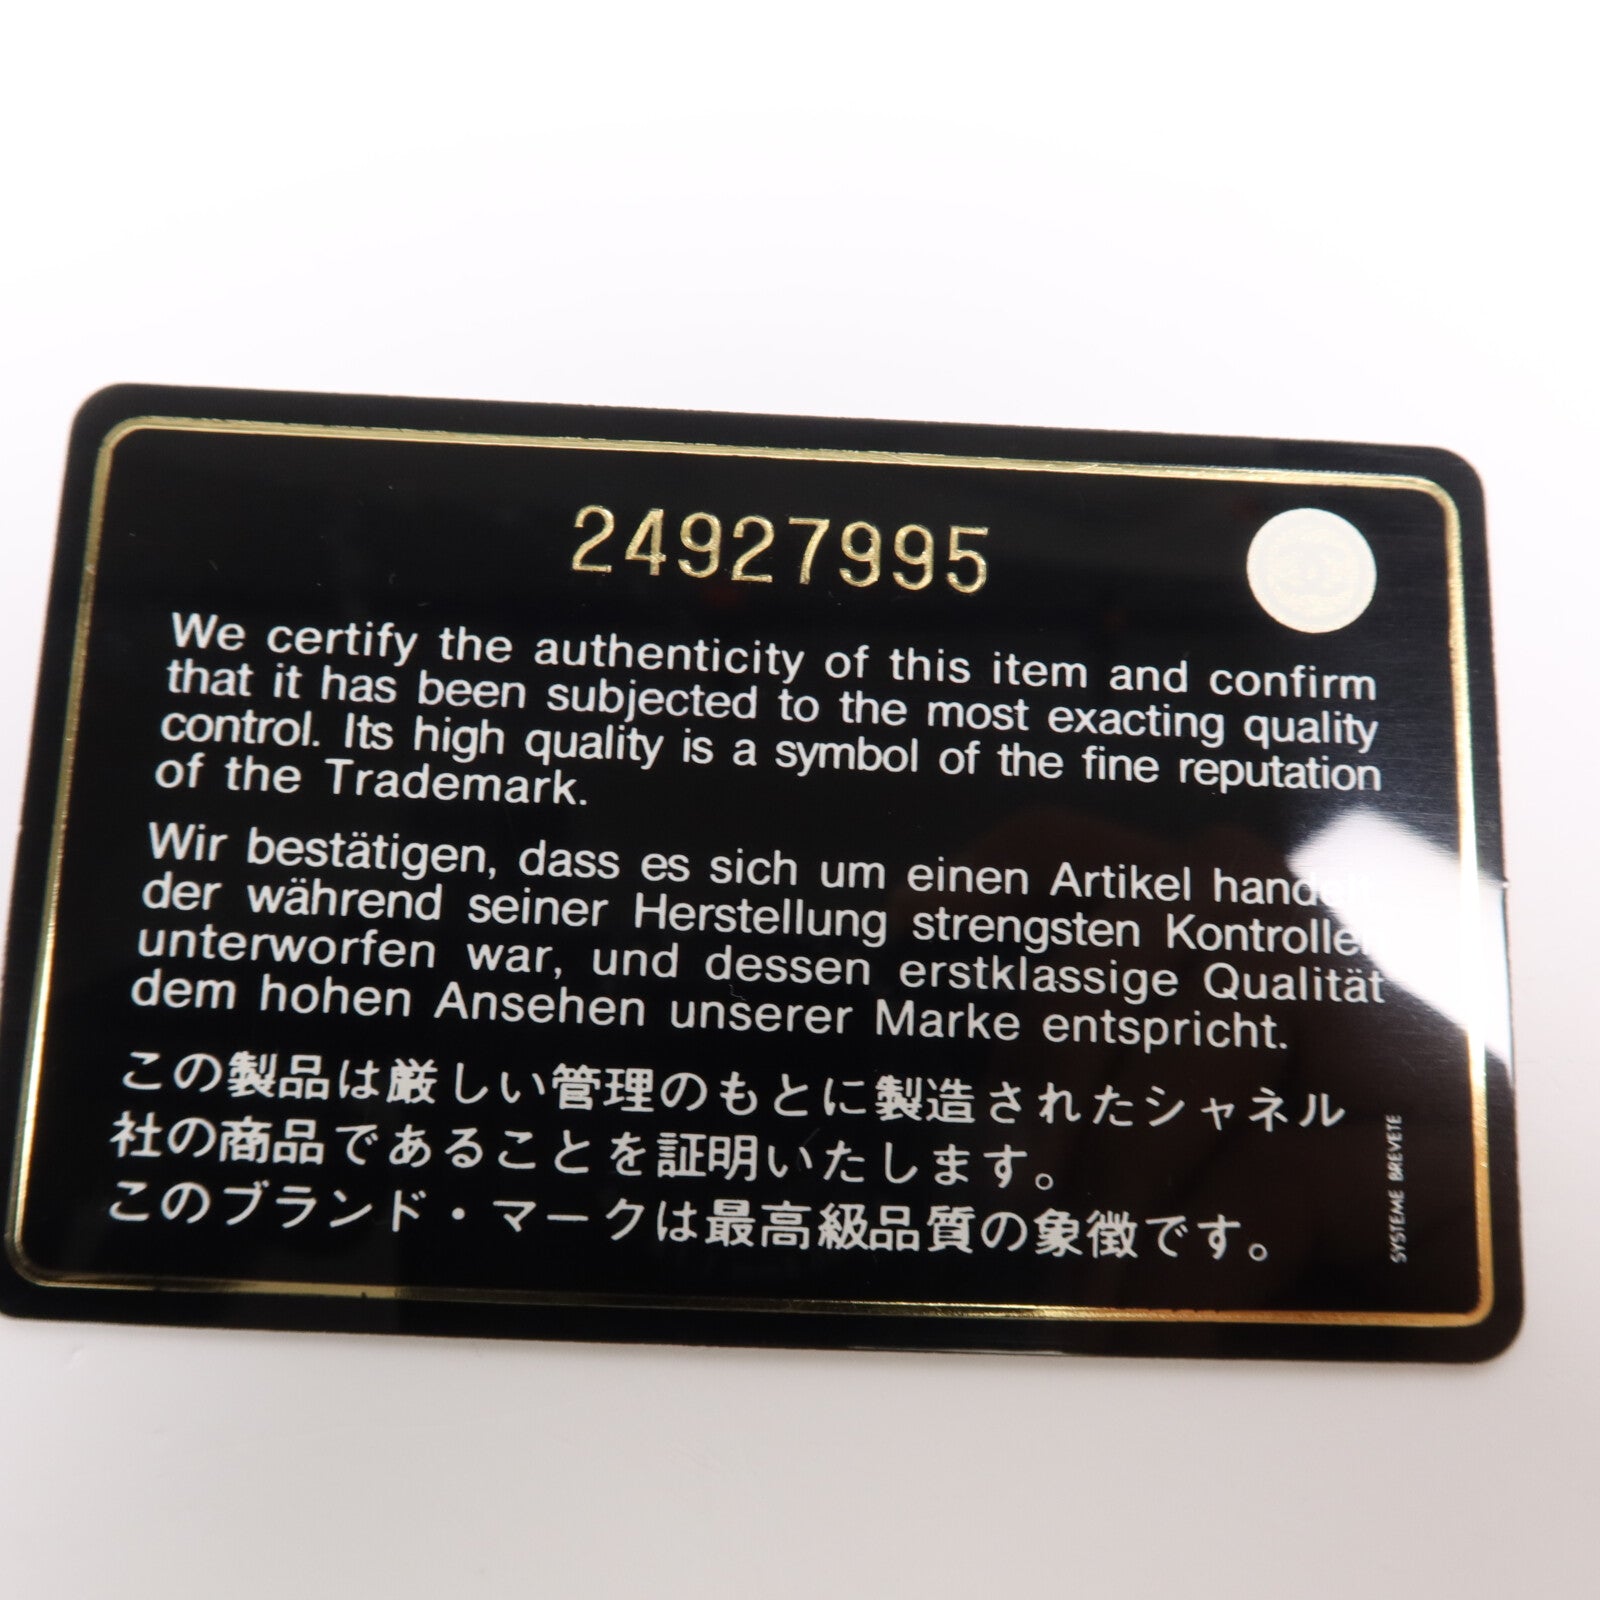 24927995
We certify the authenticity of this item and confirm
that it has been subjected to the most exacting quality
control. Its high quality is a symbol of the fine reputation
of the Trademark.
Wir bestätigen, dass es sich um einen Artikel handelt,
der während seiner Herstellung strengsten Kontrollen
unterworfen war, und dessen erstklassige Qualität
dem hohen Ansehen unserer Marke entspricht.
この製品は厳しい管理のもとに製造されたシャネル
社の商品であることを証明いたします。
このブランド・マークは最高級品質の象徴です。
SYSTEME BREVETE